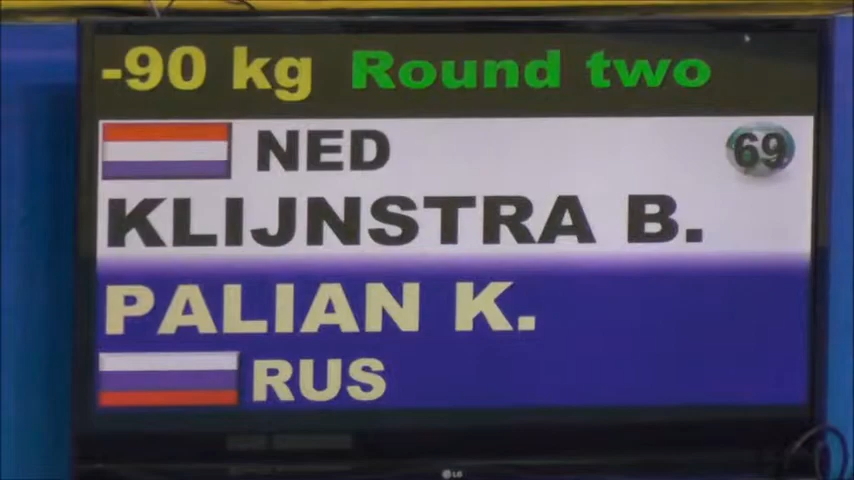 -90 kg Round two
NED 69
KLIJNSTRA B.
PALIAN K.
RUS
LG